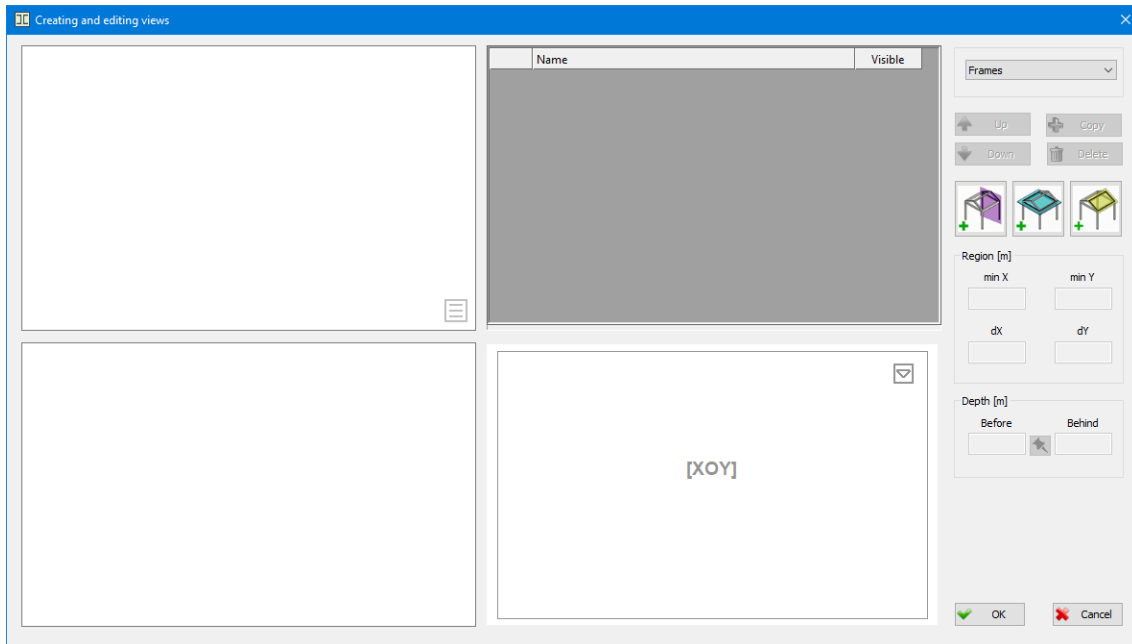 Creating and editing views
Name Visible
Frames
Up Copy
Down Delete
Region [m]
min X min Y
dX dY
Depth [m]
Before Behind
[XOY]
OK Cancel